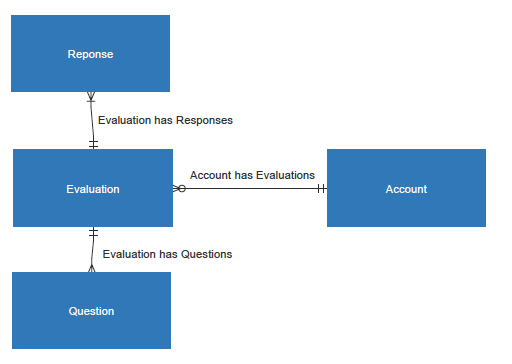 Reponse
Evaluation has Responses
Account has Evaluations
Evaluation
Account
Evaluation has Questions
Question